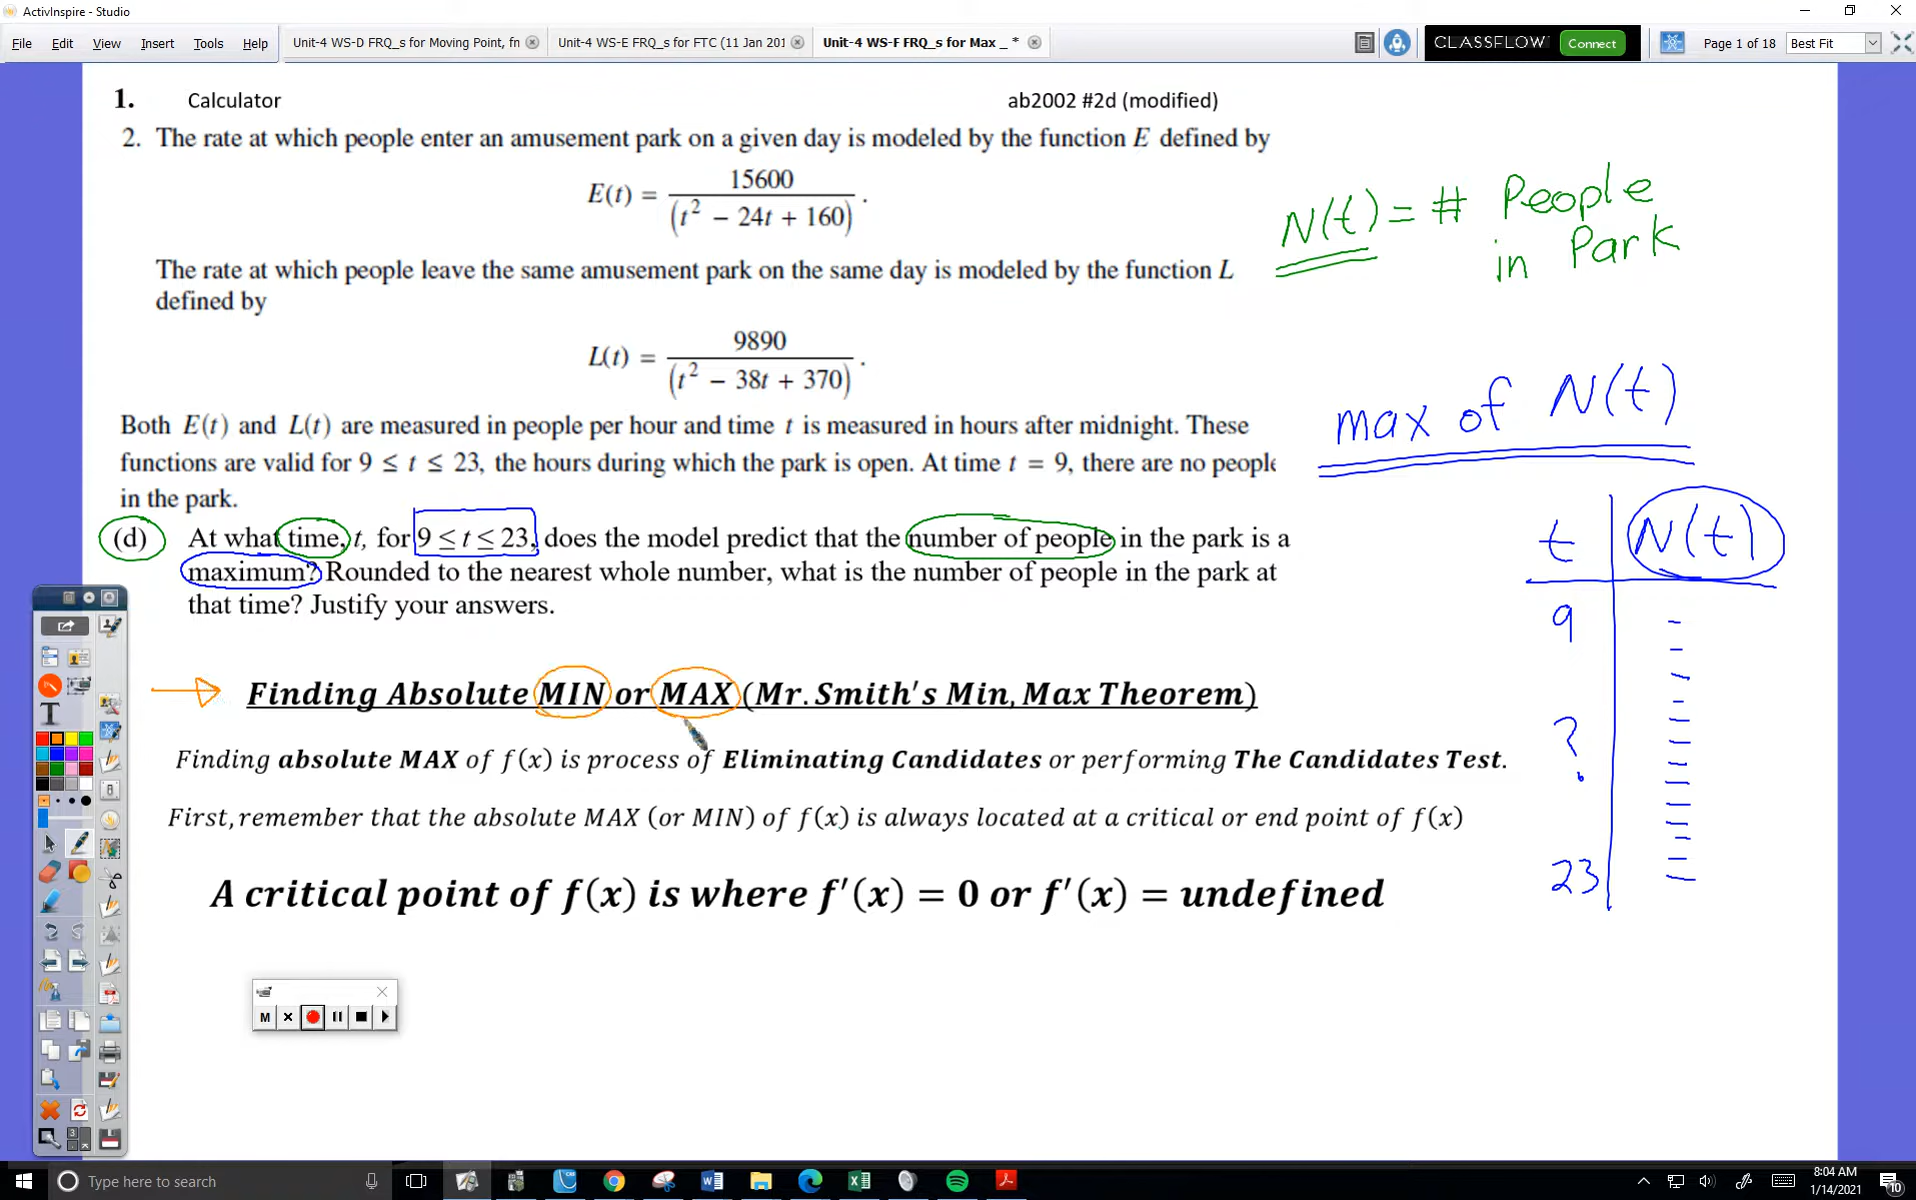 ActivInspire - Studio
File Edit View Insert Tools Help
Unit-4 WS-D FRQ_s for Moving Point, fn
Unit-4 WS-E FRQ_s for FTC (11 Jan 201
Unit-4 WS-F FRQ_s for Max _ *
CLASSFLOW Connect
Page 1 of 18 Best Fit
1. Calculator ab2002 #2d (modified)
2. The rate at which people enter an amusement park on a given day is modeled by the function E defined by
E(t) = 15600 / (t² − 24t + 160) .
The rate at which people leave the same amusement park on the same day is modeled by the function L
defined by
L(t) = 9890 / (t² − 38t + 370) .
Both E(t) and L(t) are measured in people per hour and time t is measured in hours after midnight. These
functions are valid for 9 ≤ t ≤ 23, the hours during which the park is open. At time t = 9, there are no people
in the park.
(d) At what time, t, for 9 ≤ t ≤ 23, does the model predict that the number of people in the park is a
maximum? Rounded to the nearest whole number, what is the number of people in the park at
that time? Justify your answers.
Finding Absolute MIN or MAX (Mr. Smith's Min, Max Theorem)
Finding absolute MAX of f(x) is process of Eliminating Candidates or performing The Candidates Test.
First, remember that the absolute MAX (or MIN) of f(x) is always located at a critical or end point of f(x)
A critical point of f(x) is where f'(x) = 0 or f'(x) = undefined
N(t) = # People
in Park
max of N(t)
t N(t)
9
?
23
T
M
Type here to search
8:04 AM
1/14/2021
10